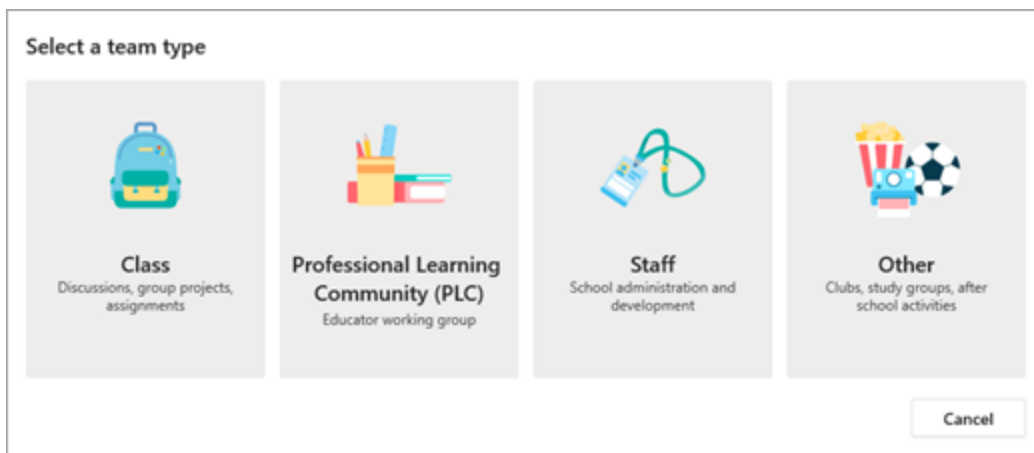 Select a team type
Class
Discussions, group projects,
assignments
Professional Learning
Community (PLC)
Educator working group
Staff
School administration and
development
Other
Clubs, study groups, after
school activities
Cancel